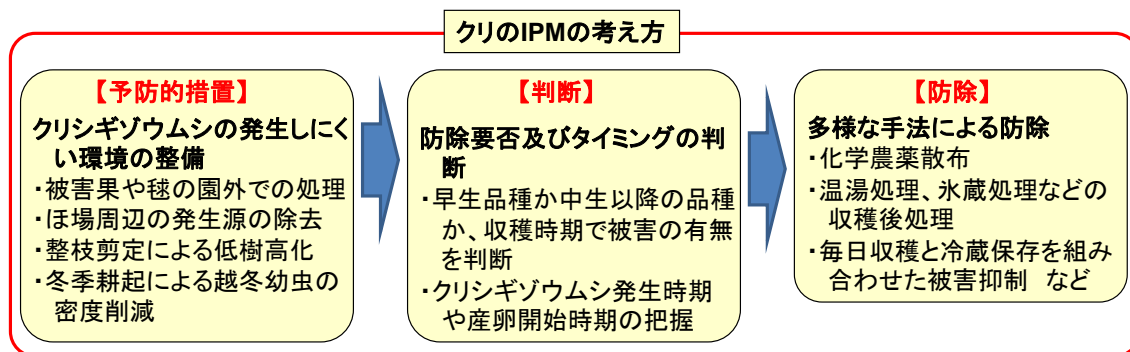 クリのIPMの考え方
【予防的措置】
クリシギゾウムシの発生しにく
い環境の整備
・被害果や毬の園外での処理
・ほ場周辺の発生源の除去
・整枝剪定による低樹高化
・冬季耕起による越冬幼虫の
密度削減
【判断】
防除要否及びタイミングの判
断
・早生品種か中生以降の品種
か、収穫時期で被害の有無
を判断
・クリシギゾウムシ発生時期
や産卵開始時期の把握
【防除】
多様な手法による防除
・化学農薬散布
・温湯処理、氷蔵処理などの
収穫後処理
・毎日収穫と冷蔵保存を組み
合わせた被害抑制 など